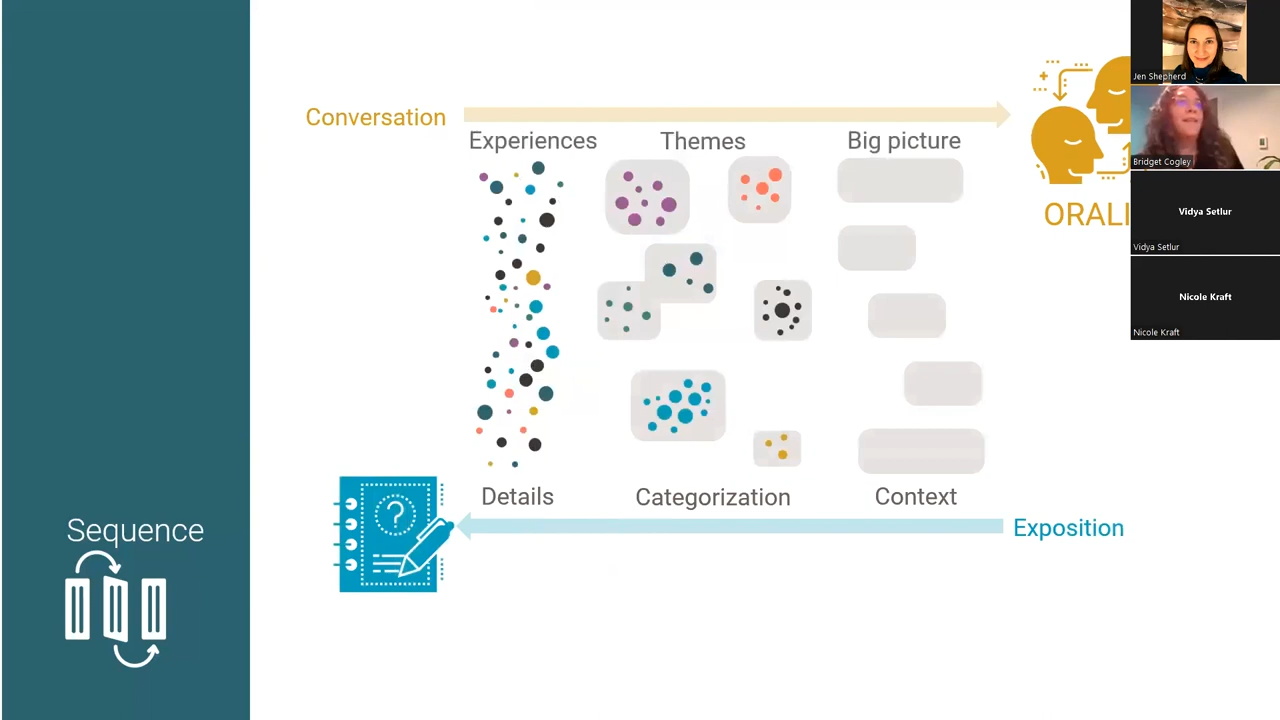 Conversation
Experiences
Themes
Big picture
ORALI
Details
Categorization
Context
Exposition
Sequence
?
Jen Shepherd
Bridget Cogley
Vidya Setlur
Vidya Setlur
Nicole Kraft
Nicole Kraft